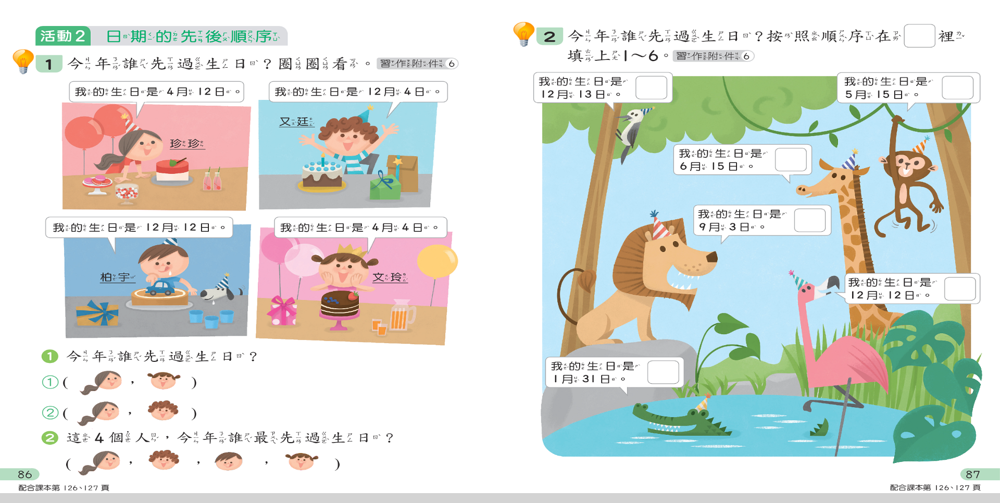 活動2 日期的先後順序
1 今年誰先過生日？圈圈看。 習作附件6
我的生日是4月12日。
珍珍
我的生日是12月4日。
又廷
我的生日是12月12日。
柏宇
我的生日是4月4日。
文玲
1 今年誰先過生日？
① ( , )
② ( , )
2 這4個人，今年誰最先過生日？
( , , , )
86
配合課本第126、127頁
2 今年誰先過生日？按照順序在 裡
填上1～6。 習作附件6
我的生日是
12月13日。
我的生日是
5月15日。
我的生日是
6月15日。
我的生日是
9月3日。
我的生日是
12月12日。
我的生日是
1月31日。
87
配合課本第126、127頁